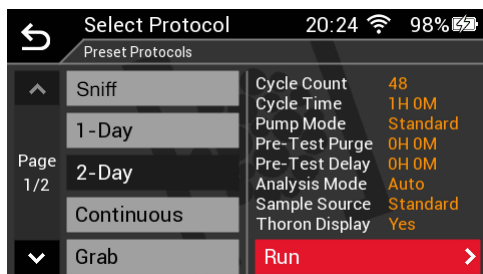 Select Protocol 20:24 98%
Preset Protocols
Sniff
1-Day
Page
1/2
2-Day
Continuous
Grab
Cycle Count 48
Cycle Time 1H 0M
Pump Mode Standard
Pre-Test Purge 0H 0M
Pre-Test Delay 0H 0M
Analysis Mode Auto
Sample Source Standard
Thoron Display Yes
Run